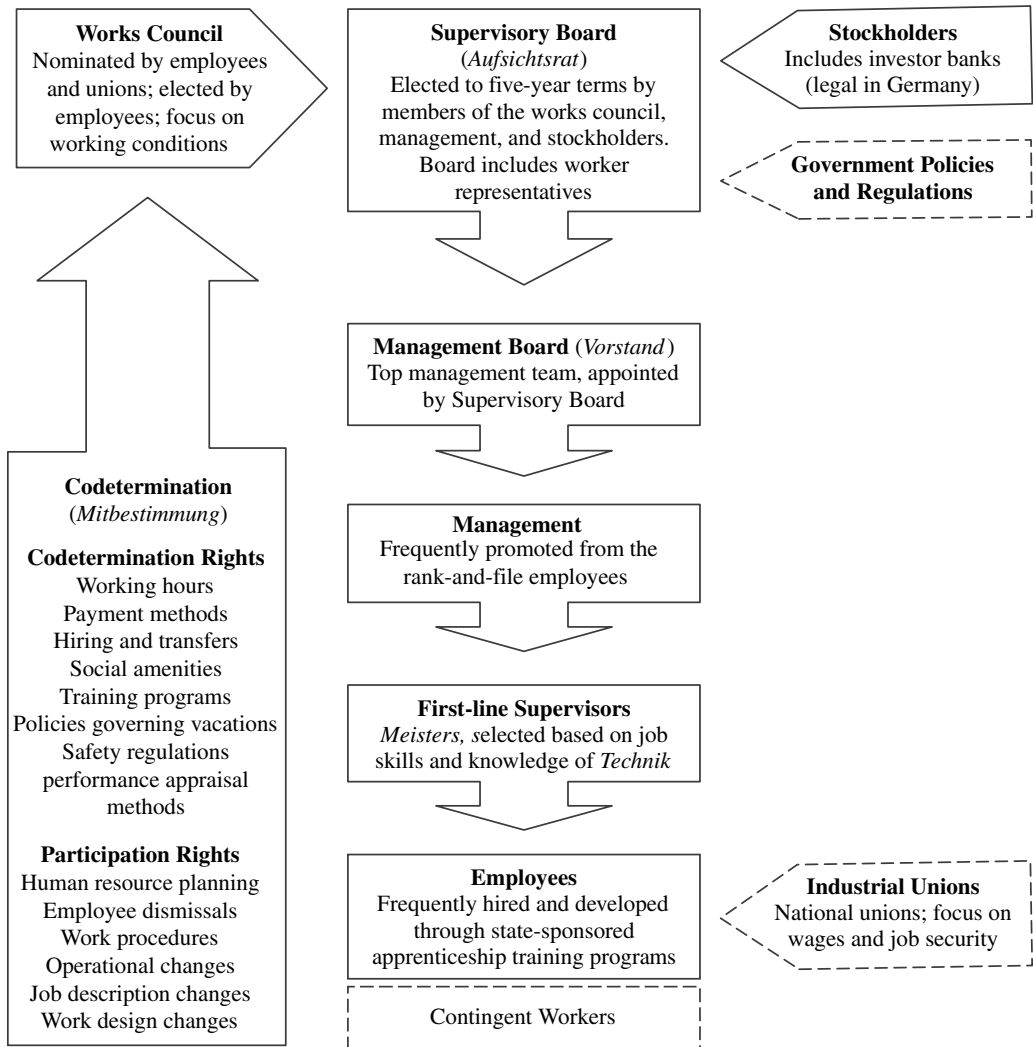 Works Council
Nominated by employees
and unions; elected by
employees; focus on
working conditions
Supervisory Board
(Aufsichtsrat)
Elected to five-year terms by
members of the works council,
management, and stockholders.
Board includes worker
representatives
Stockholders
Includes investor banks
(legal in Germany)
Government Policies
and Regulations
Management Board (Vorstand)
Top management team, appointed
by Supervisory Board
Management
Frequently promoted from the
rank-and-file employees
First-line Supervisors
Meisters, selected based on job
skills and knowledge of Technik
Employees
Frequently hired and developed
through state-sponsored
apprenticeship training programs
Contingent Workers
Industrial Unions
National unions; focus on
wages and job security
Codetermination
(Mitbestimmung)
Codetermination Rights
Working hours
Payment methods
Hiring and transfers
Social amenities
Training programs
Policies governing vacations
Safety regulations
performance appraisal
methods
Participation Rights
Human resource planning
Employee dismissals
Work procedures
Operational changes
Job description changes
Work design changes